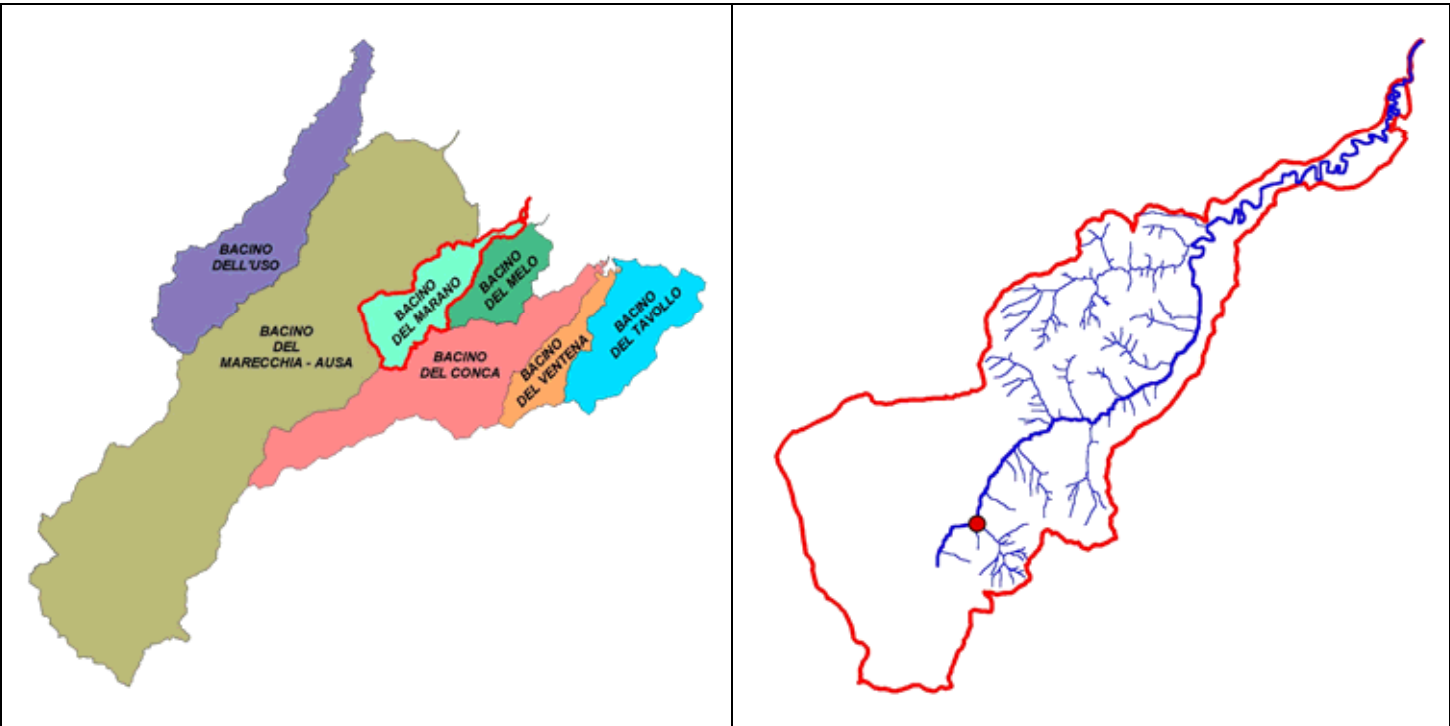 BACINO
DELL'USO
BACINO
DEL
MARECCHIA - AUSA
BACINO
DEL MARANO
BACINO
DEL MELO
BACINO
DEL CONCA
BACINO
DEL VENTENA
BACINO
DEL TAVOLLO